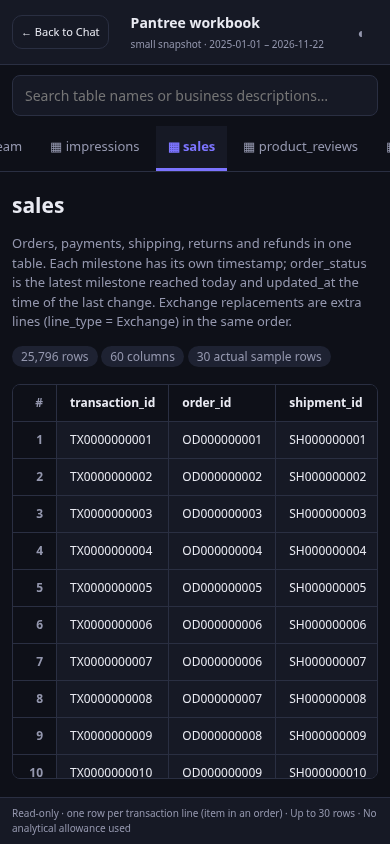 ← Back to Chat
Pantree workbook
small snapshot · 2025-01-01 – 2026-11-22
Search table names or business descriptions...
eam
impressions
sales
product_reviews
sales
Orders, payments, shipping, returns and refunds in one
table. Each milestone has its own timestamp; order_status
is the latest milestone reached today and updated_at the
time of the last change. Exchange replacements are extra
lines (line_type = Exchange) in the same order.
25,796 rows 60 columns 30 actual sample rows
# transaction_id order_id shipment_id
1 TX0000000001 OD000000001 SH000000001
2 TX0000000002 OD000000002 SH000000002
3 TX0000000003 OD000000003 SH000000003
4 TX0000000004 OD000000004 SH000000004
5 TX0000000005 OD000000005 SH000000005
6 TX0000000006 OD000000006 SH000000006
7 TX0000000007 OD000000006 SH000000007
8 TX0000000008 OD000000007 SH000000008
9 TX0000000009 OD000000008 SH000000009
10 TX0000000010 OD000000009 SH000000010
Read-only · one row per transaction line (item in an order) · Up to 30 rows · No
analytical allowance used